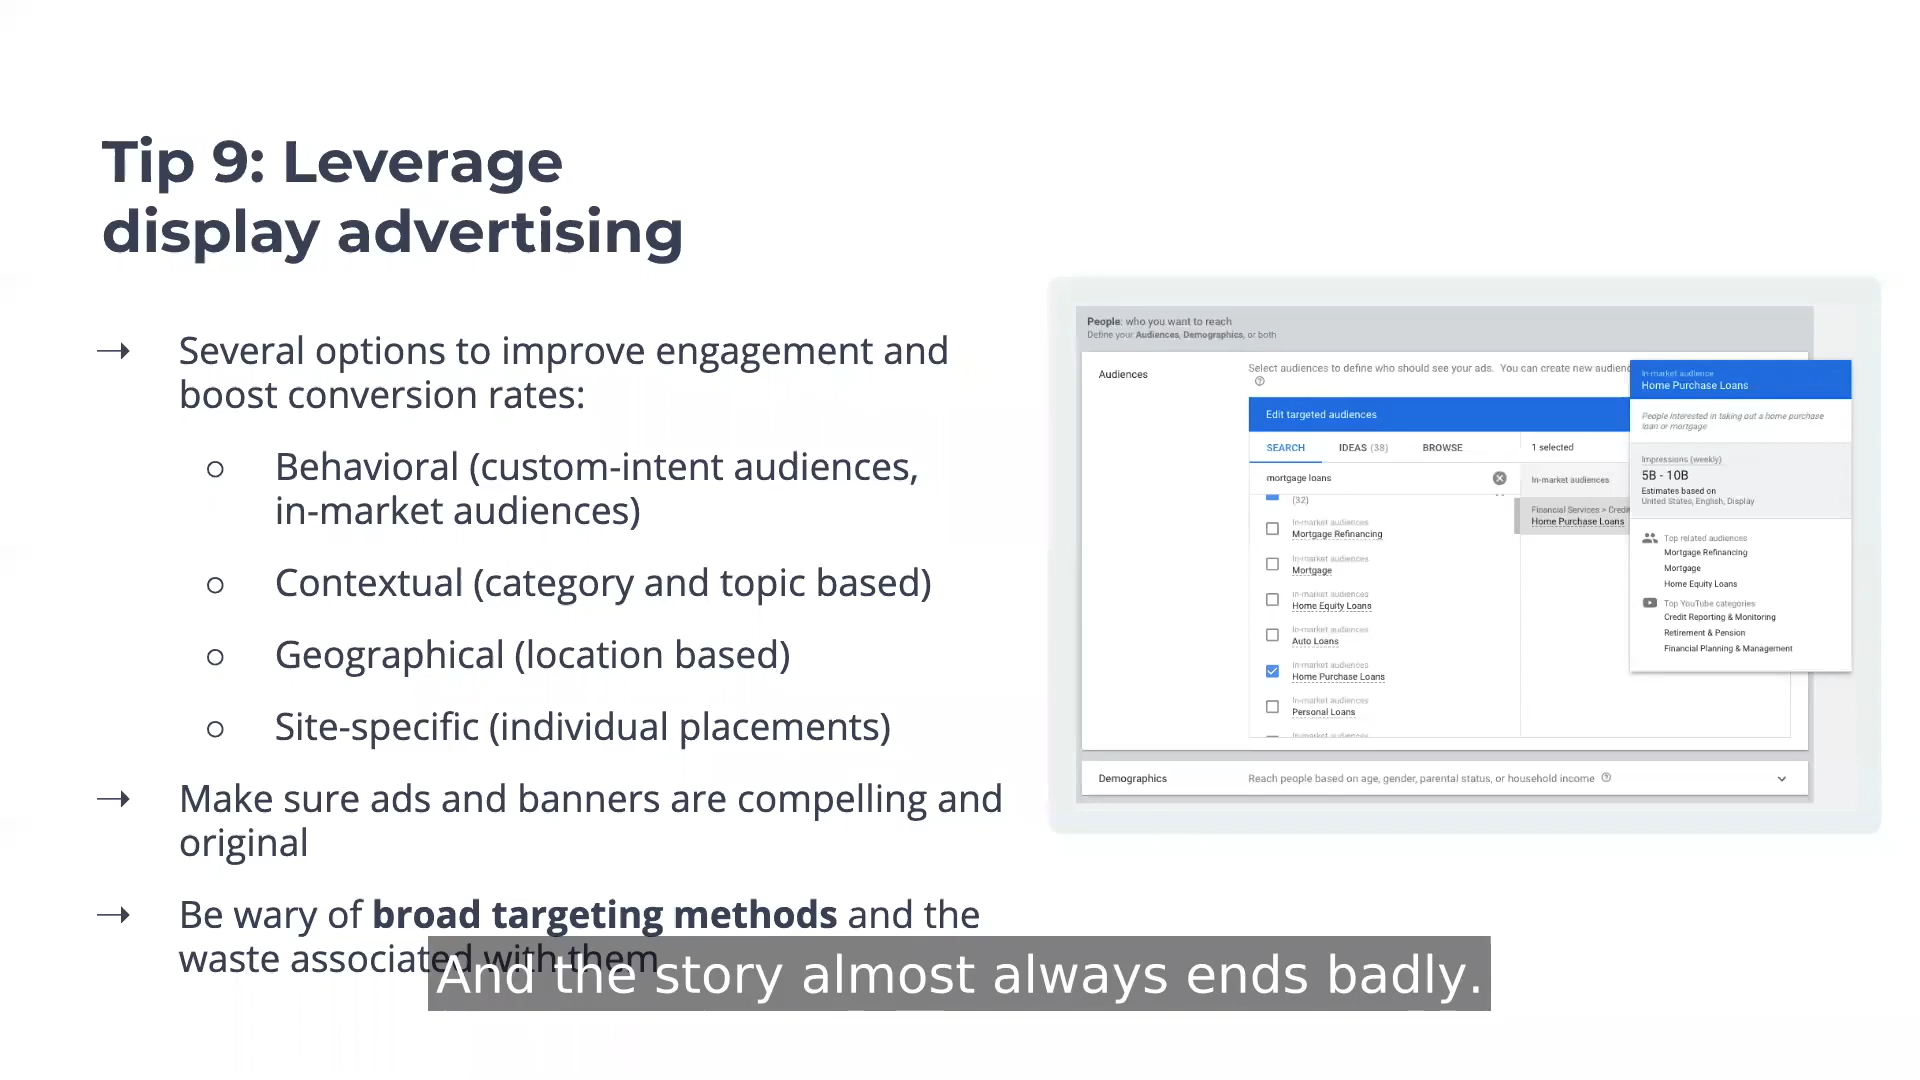 Tip 9: Leverage
display advertising
Several options to improve engagement and
boost conversion rates:
Behavioral (custom-intent audiences,
in-market audiences)
Contextual (category and topic based)
Geographical (location based)
Site-specific (individual placements)
Make sure ads and banners are compelling and
original
Be wary of broad targeting methods and the
waste associated with them
And the story almost always ends badly.
People: who you want to reach
Define your Audiences, Demographics, or both
Audiences
Select audiences to define who should see your ads. You can create new
Edit targeted audiences
SEARCH IDEAS (38) BROWSE
1 selected
mortgage loans
In-market audiences
(32)
In-market audiences
Mortgage Refinancing
In-market audiences
Mortgage
In-market audiences
Home Equity Loans
In-market audiences
Auto Loans
In-market audiences
Home Purchase Loans
In-market audiences
Personal Loans
In-market audiences
Financial Services > Credit
Home Purchase Loans
In-market audience
Home Purchase Loans
People interested in taking out a home purchase
loan or mortgage
Impressions (weekly)
5B - 10B
Estimates based on
United States, English, Display
Top related audiences
Mortgage Refinancing
Mortgage
Home Equity Loans
Top YouTube categories
Credit Reporting & Monitoring
Retirement & Pension
Financial Planning & Management
Demographics
Reach people based on age, gender, parental status, or household income